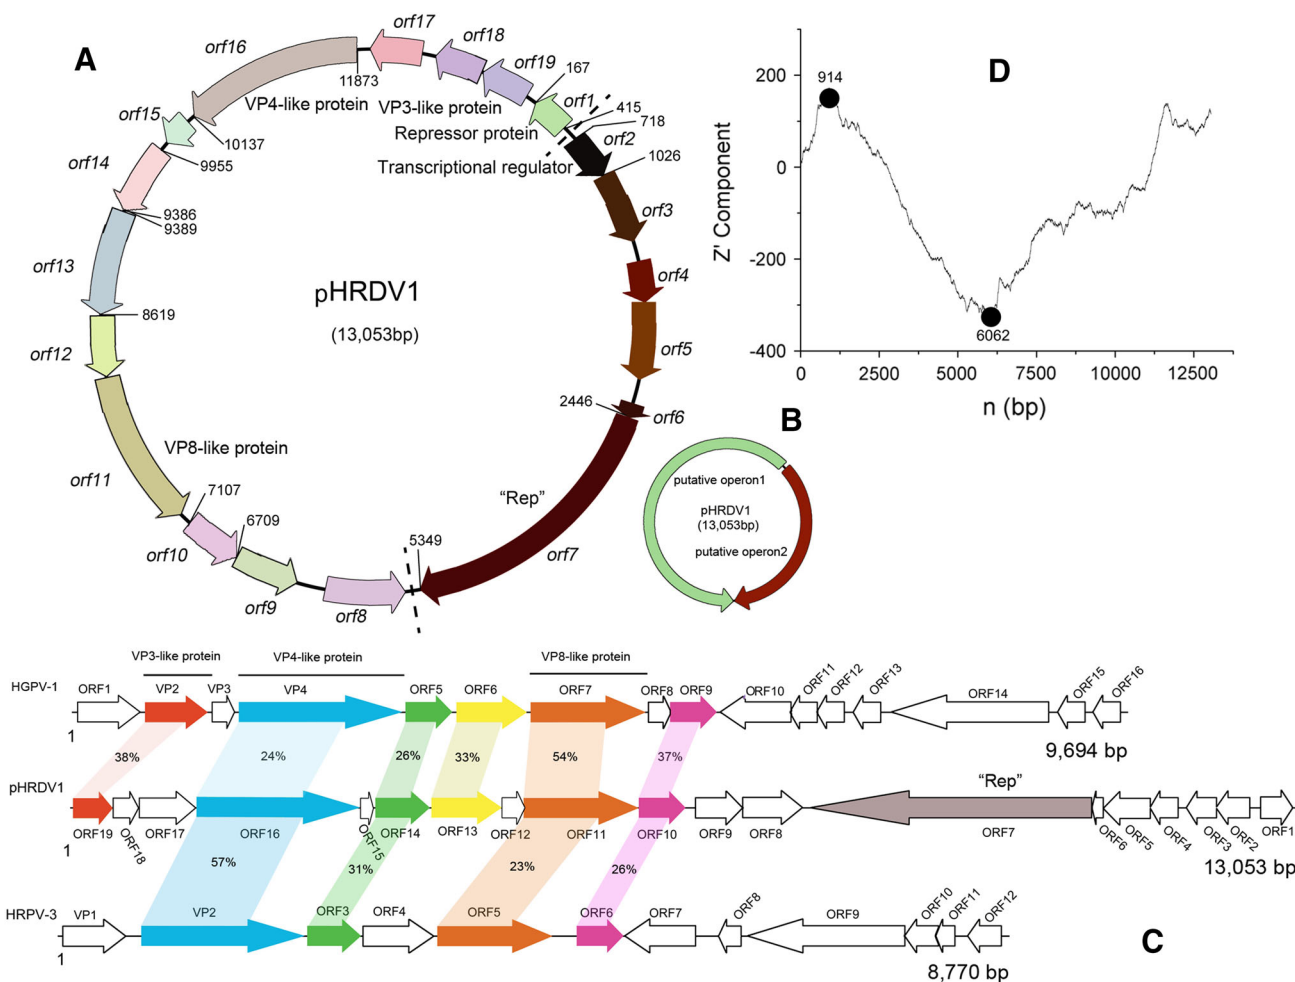 A
orf17
orf18
orf16
orf19
11873
167
VP4-like protein
VP3-like protein
orf1
orf15
415
Repressor protein
718
orf2
10137
Transcriptional regulator
1026
9955
orf14
9386
9389
orf3
orf13
orf4
pHRDV1
(13,053bp)
8619
orf12
orf5
2446
orf6
VP8-like protein
orf11
7107
"Rep"
6709
orf10
5349
orf7
orf9
orf8
D
914
200
0
-200
-400
Z' Component
6062
0
2500
5000
7500
10000
12500
n (bp)
B
putative operon1
pHRDV1
(13,053bp)
putative operon2
VP3-like protein
VP4-like protein
VP8-like protein
HGPV-1
ORF1
VP2
VP3
VP4
ORF5
ORF6
ORF7
ORF8
ORF9
ORF10
ORF11
ORF12
ORF13
ORF14
ORF15
ORF16
1
9,694 bp
38%
24%
26%
33%
54%
37%
pHRDV1
"Rep"
ORF19
ORF18
ORF17
ORF16
ORF15
ORF14
ORF13
ORF12
ORF11
ORF10
ORF9
ORF8
ORF7
ORF6
ORF5
ORF4
ORF3
ORF2
ORF1
1
13,053 bp
57%
31%
23%
26%
HRPV-3
VP1
VP2
ORF3
ORF4
ORF5
ORF6
ORF7
ORF8
ORF9
ORF10
ORF11
ORF12
1
8,770 bp
C